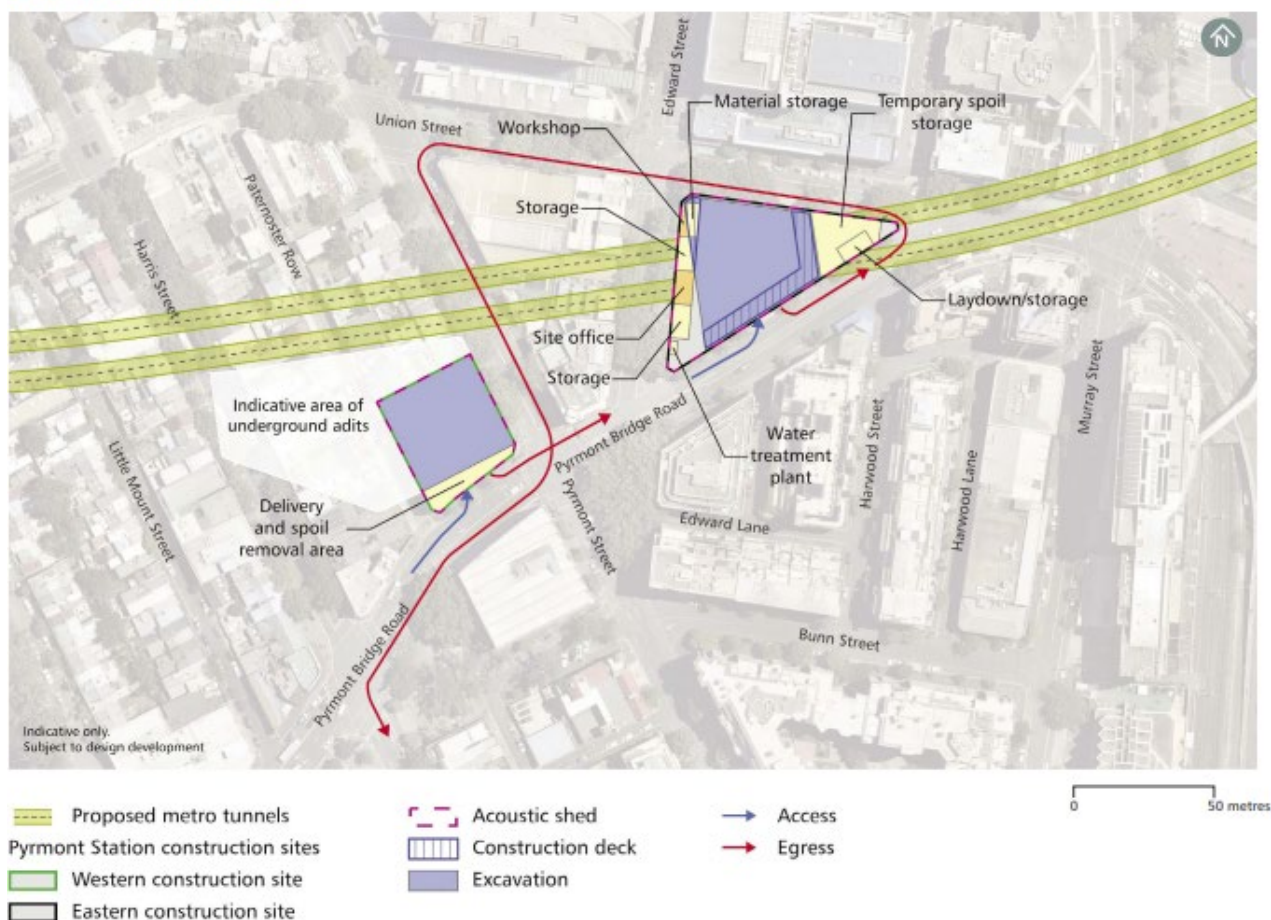 N
Edward Street
Material storage
Temporary spoil
storage
Union Street
Workshop
Paternoster Row
Storage
Harris Street
Laydown/storage
Site office
Storage
Murray Street
Indicative area of
underground adits
Pyrmont Bridge Road
Water
treatment
plant
Harwood Street
Little Mount Street
Delivery
and spoil
removal area
Pyrmont Street
Edward Lane
Harwood Lane
Bunn Street
Pyrmont Bridge Road
Indicative only.
Subject to design development
0 50 metres
Proposed metro tunnels
Pyrmont Station construction sites
Western construction site
Eastern construction site
Acoustic shed
Construction deck
Excavation
Access
Egress